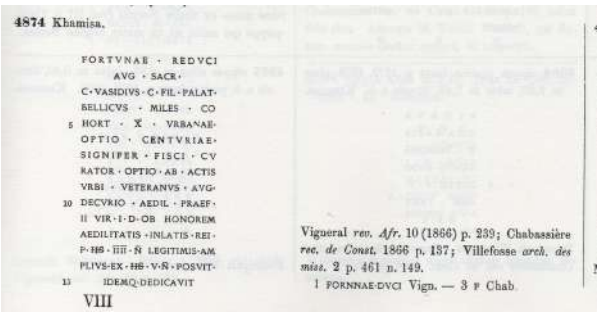 4874 Khamisa.
FORTVNAE · REDVCI
AVG · SACR ·
C · VASIDIVS · C · FIL · PALAT ·
BELLICVS · MILES · CO
5 HORT · X̅ · VRBANAE ·
OPTIO · CENTVRIAE ·
SIGNIFER · FISCI · CV
RATOR · OPTIO · AB · ACTIS
VRBI · VETERANVS · AVG ·
10 DECVRIO · AEDIL · PRAEF ·
II VIR · I · D · OB HONOREM
AEDILITATIS · INLATIS · REI ·
P · HS · I̅I̅I̅I̅ · N̅ LEGITIMIS · AM
PLIVS · EX · HS · V · N̅ · POSVIT ·
15 IDEMQ · DEDICAVIT
VIII
Vigneral rev. Afr. 10 (1866) p. 239; Chabassière
rec. de Const. 1866 p. 137; Villefosse arch. des
miss. 2 p. 461 n. 149.
1 FORNNAE · DVCI Vign. — 3 P Chab.